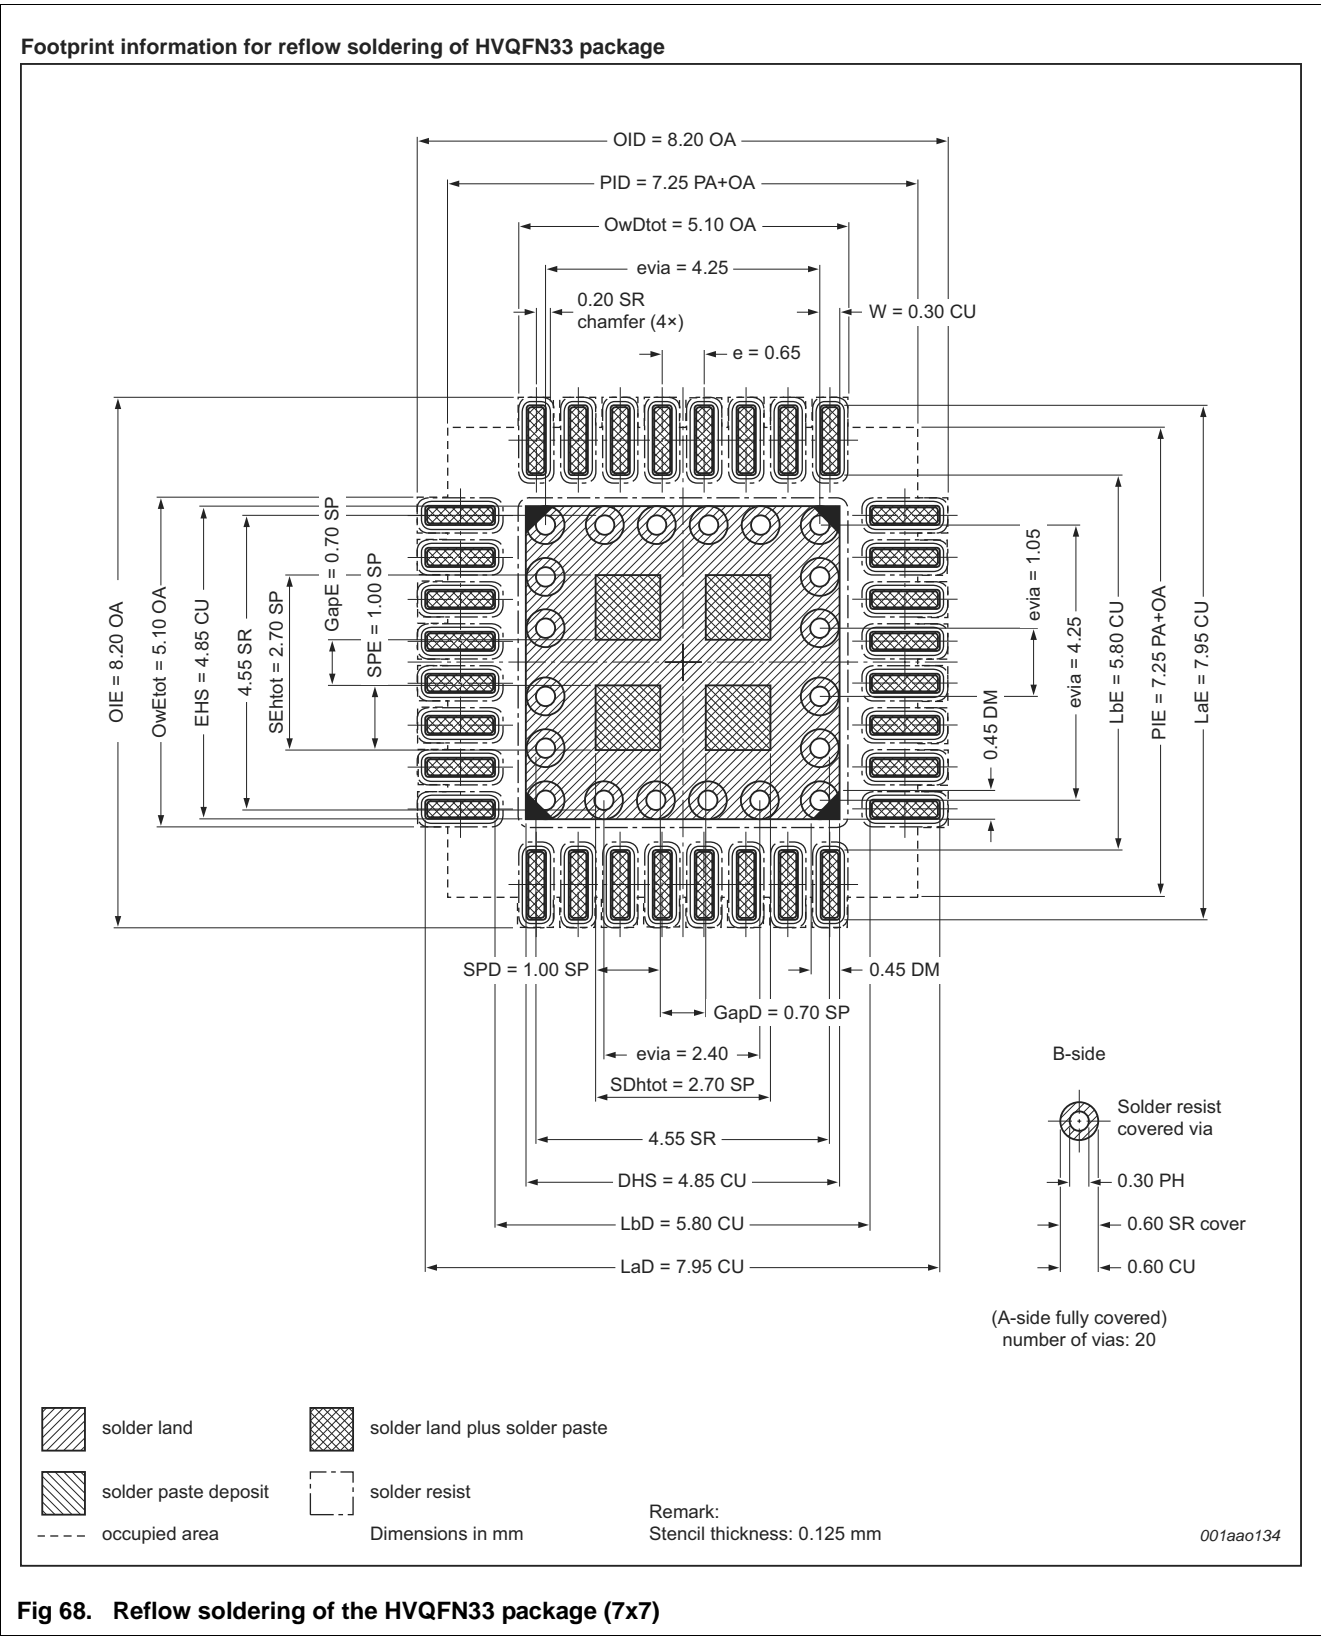 Footprint information for reflow soldering of HVQFN33 package
OID = 8.20 OA
PID = 7.25 PA+OA
OwDtot = 5.10 OA
evia = 4.25
0.20 SR
chamfer (4×)
W = 0.30 CU
e = 0.65
OIE = 8.20 OA
OwEtot = 5.10 OA
EHS = 4.85 CU
4.55 SR
SEhtot = 2.70 SP
GapE = 0.70 SP
SPE = 1.00 SP
evia = 1.05
0.45 DM
evia = 4.25
LbE = 5.80 CU
PIE = 7.25 PA+OA
LaE = 7.95 CU
SPD = 1.00 SP
0.45 DM
GapD = 0.70 SP
evia = 2.40
SDhtot = 2.70 SP
4.55 SR
DHS = 4.85 CU
LbD = 5.80 CU
LaD = 7.95 CU
B-side
Solder resist
covered via
0.30 PH
0.60 SR cover
0.60 CU
(A-side fully covered)
number of vias: 20
solder land
solder land plus solder paste
solder paste deposit
solder resist
occupied area
Dimensions in mm
Remark:
Stencil thickness: 0.125 mm
001aao134
Fig 68. Reflow soldering of the HVQFN33 package (7x7)